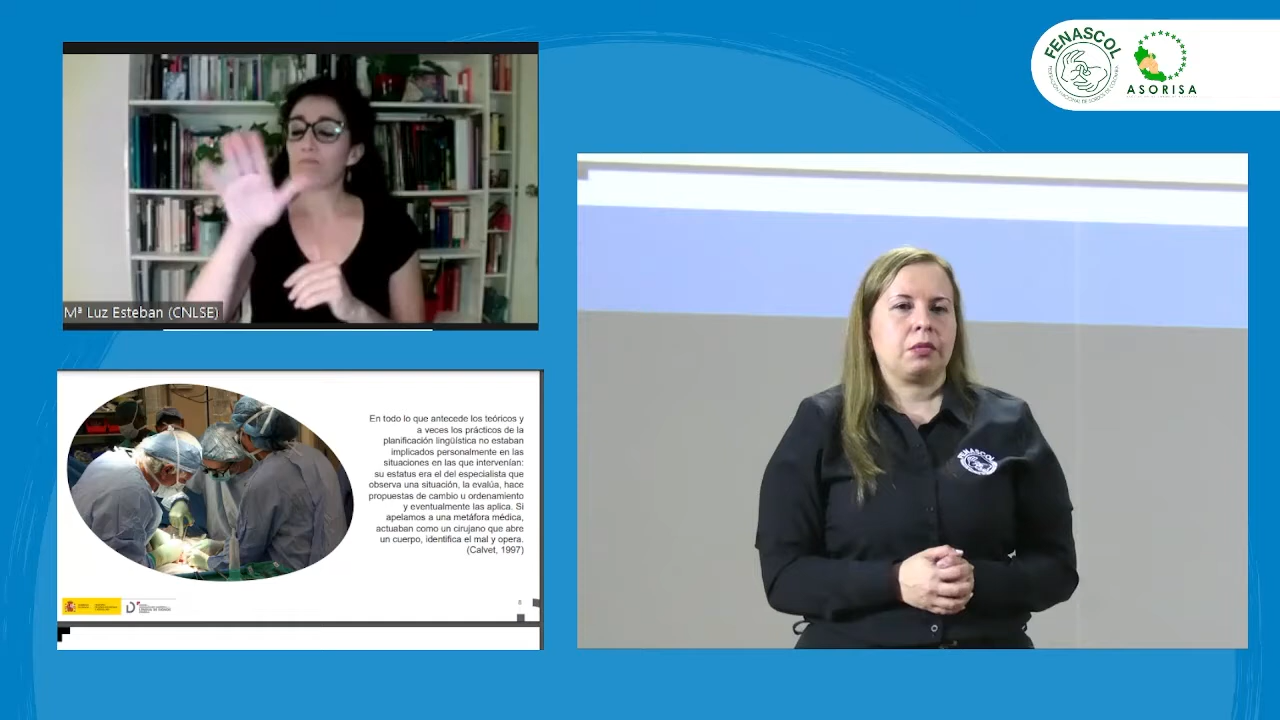 FENASCOL
ASORISA
Mª Luz Esteban (CNLSE)
En todo lo que antecede los teóricos y
a veces los prácticos de la
planificación lingüística no estaban
implicados personalmente en las
situaciones en las que intervenían:
su estatus era el del especialista que
observa una situación, la evalúa, hace
propuestas de cambio u ordenamiento
y eventualmente las aplica. Si
apelamos a una metáfora médica,
actuaban como un cirujano que abre
un cuerpo, identifica el mal y opera.
(Calvet, 1997)
FENASCOL